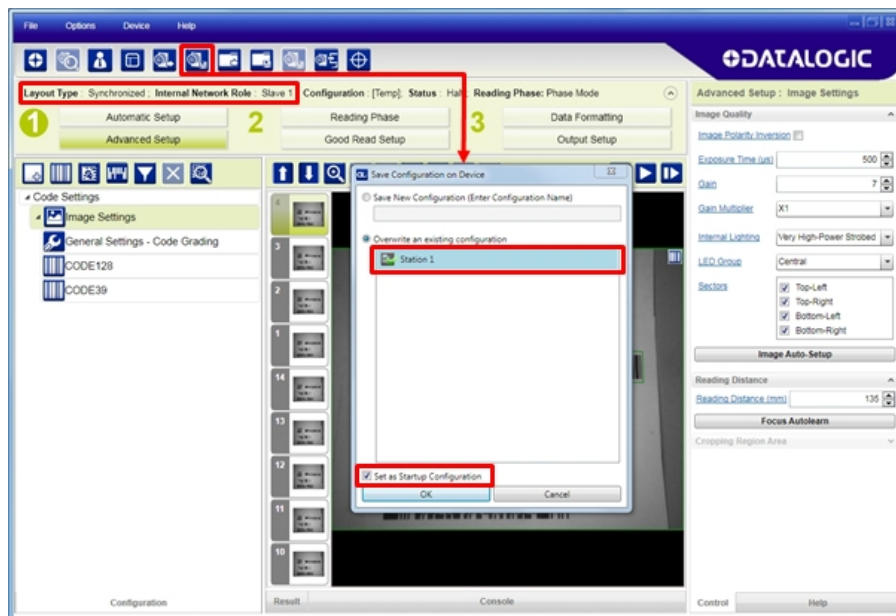 File Options Device Help
DATALOGIC
Layout Type : Synchronized ; Internal Network Role : Slave 1 Configuration : [Temp]; Status : Halt Reading Phase: Phase Mode
1 Automatic Setup 2 Reading Phase 3 Data Formatting
Advanced Setup Good Read Setup Output Setup
Code Settings
Image Settings
General Settings - Code Grading
CODE128
CODE39
Configuration
4
3
2
1
14
13
12
11
10
Result Console
Save Configuration on Device
Save New Configuration (Enter Configuration Name)
Overwrite an existing configuration
Station 1
Set as Startup Configuration
OK Cancel
Advanced Setup : Image Settings
Image Quality
Image Polarity Inversion
Exposure Time (µs) 500
Gain 7
Gain Multiplier X1
Internal Lighting Very High-Power Strobed
LED Group Central
Sectors Top-Left
Top-Right
Bottom-Left
Bottom-Right
Image Auto-Setup
Reading Distance
Reading Distance (mm) 135
Focus Autolearn
Cropping Region Area
Control Help